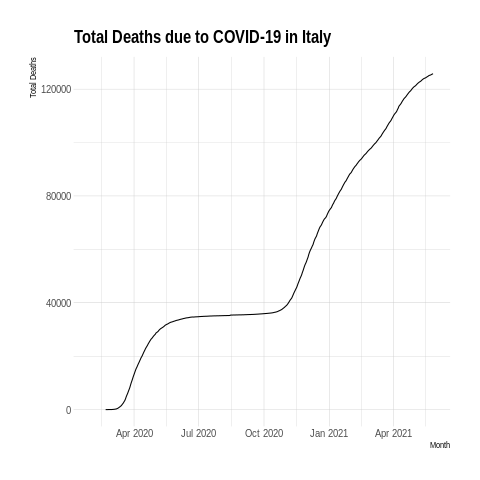 Total Deaths due to COVID-19 in Italy
Total Deaths
120000
80000
40000
0
Apr 2020 Jul 2020 Oct 2020 Jan 2021 Apr 2021
Month